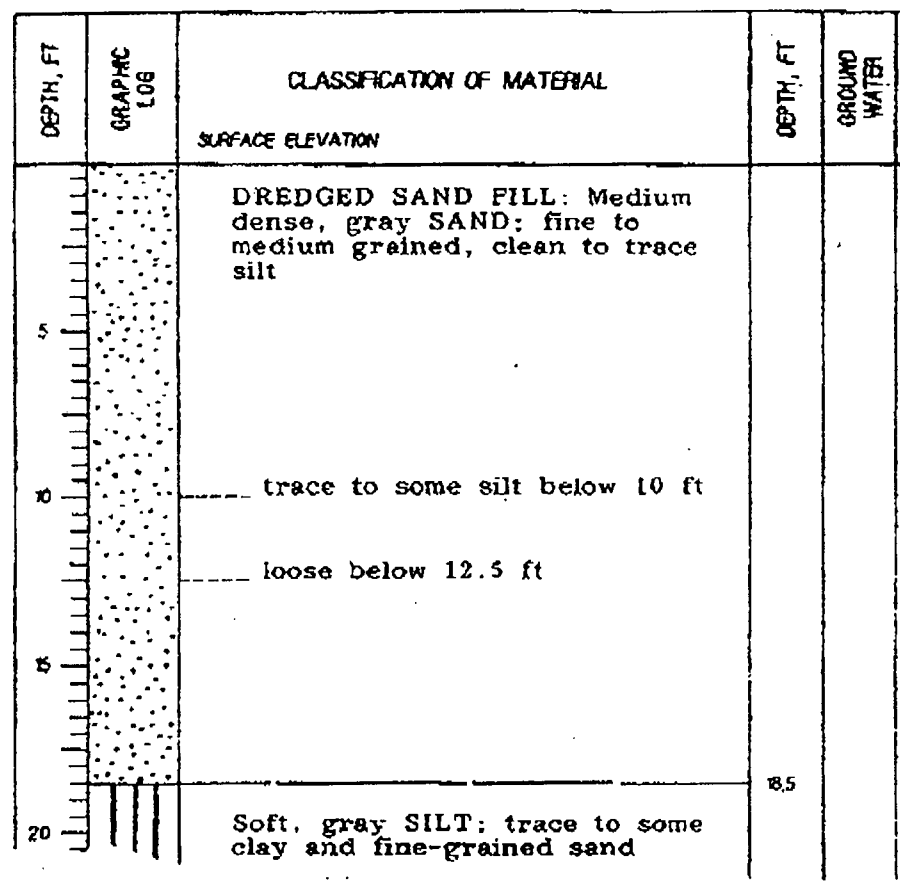 DEPTH, FT
GRAPHIC
LOG
CLASSIFICATION OF MATERIAL
SURFACE ELEVATION
DEPTH, FT
GROUND
WATER
DREDGED SAND FILL: Medium
dense, gray SAND; fine to
medium grained, clean to trace
silt
5
10
trace to some silt below 10 ft
loose below 12.5 ft
15
18.5
20
Soft, gray SILT; trace to some
clay and fine-grained sand